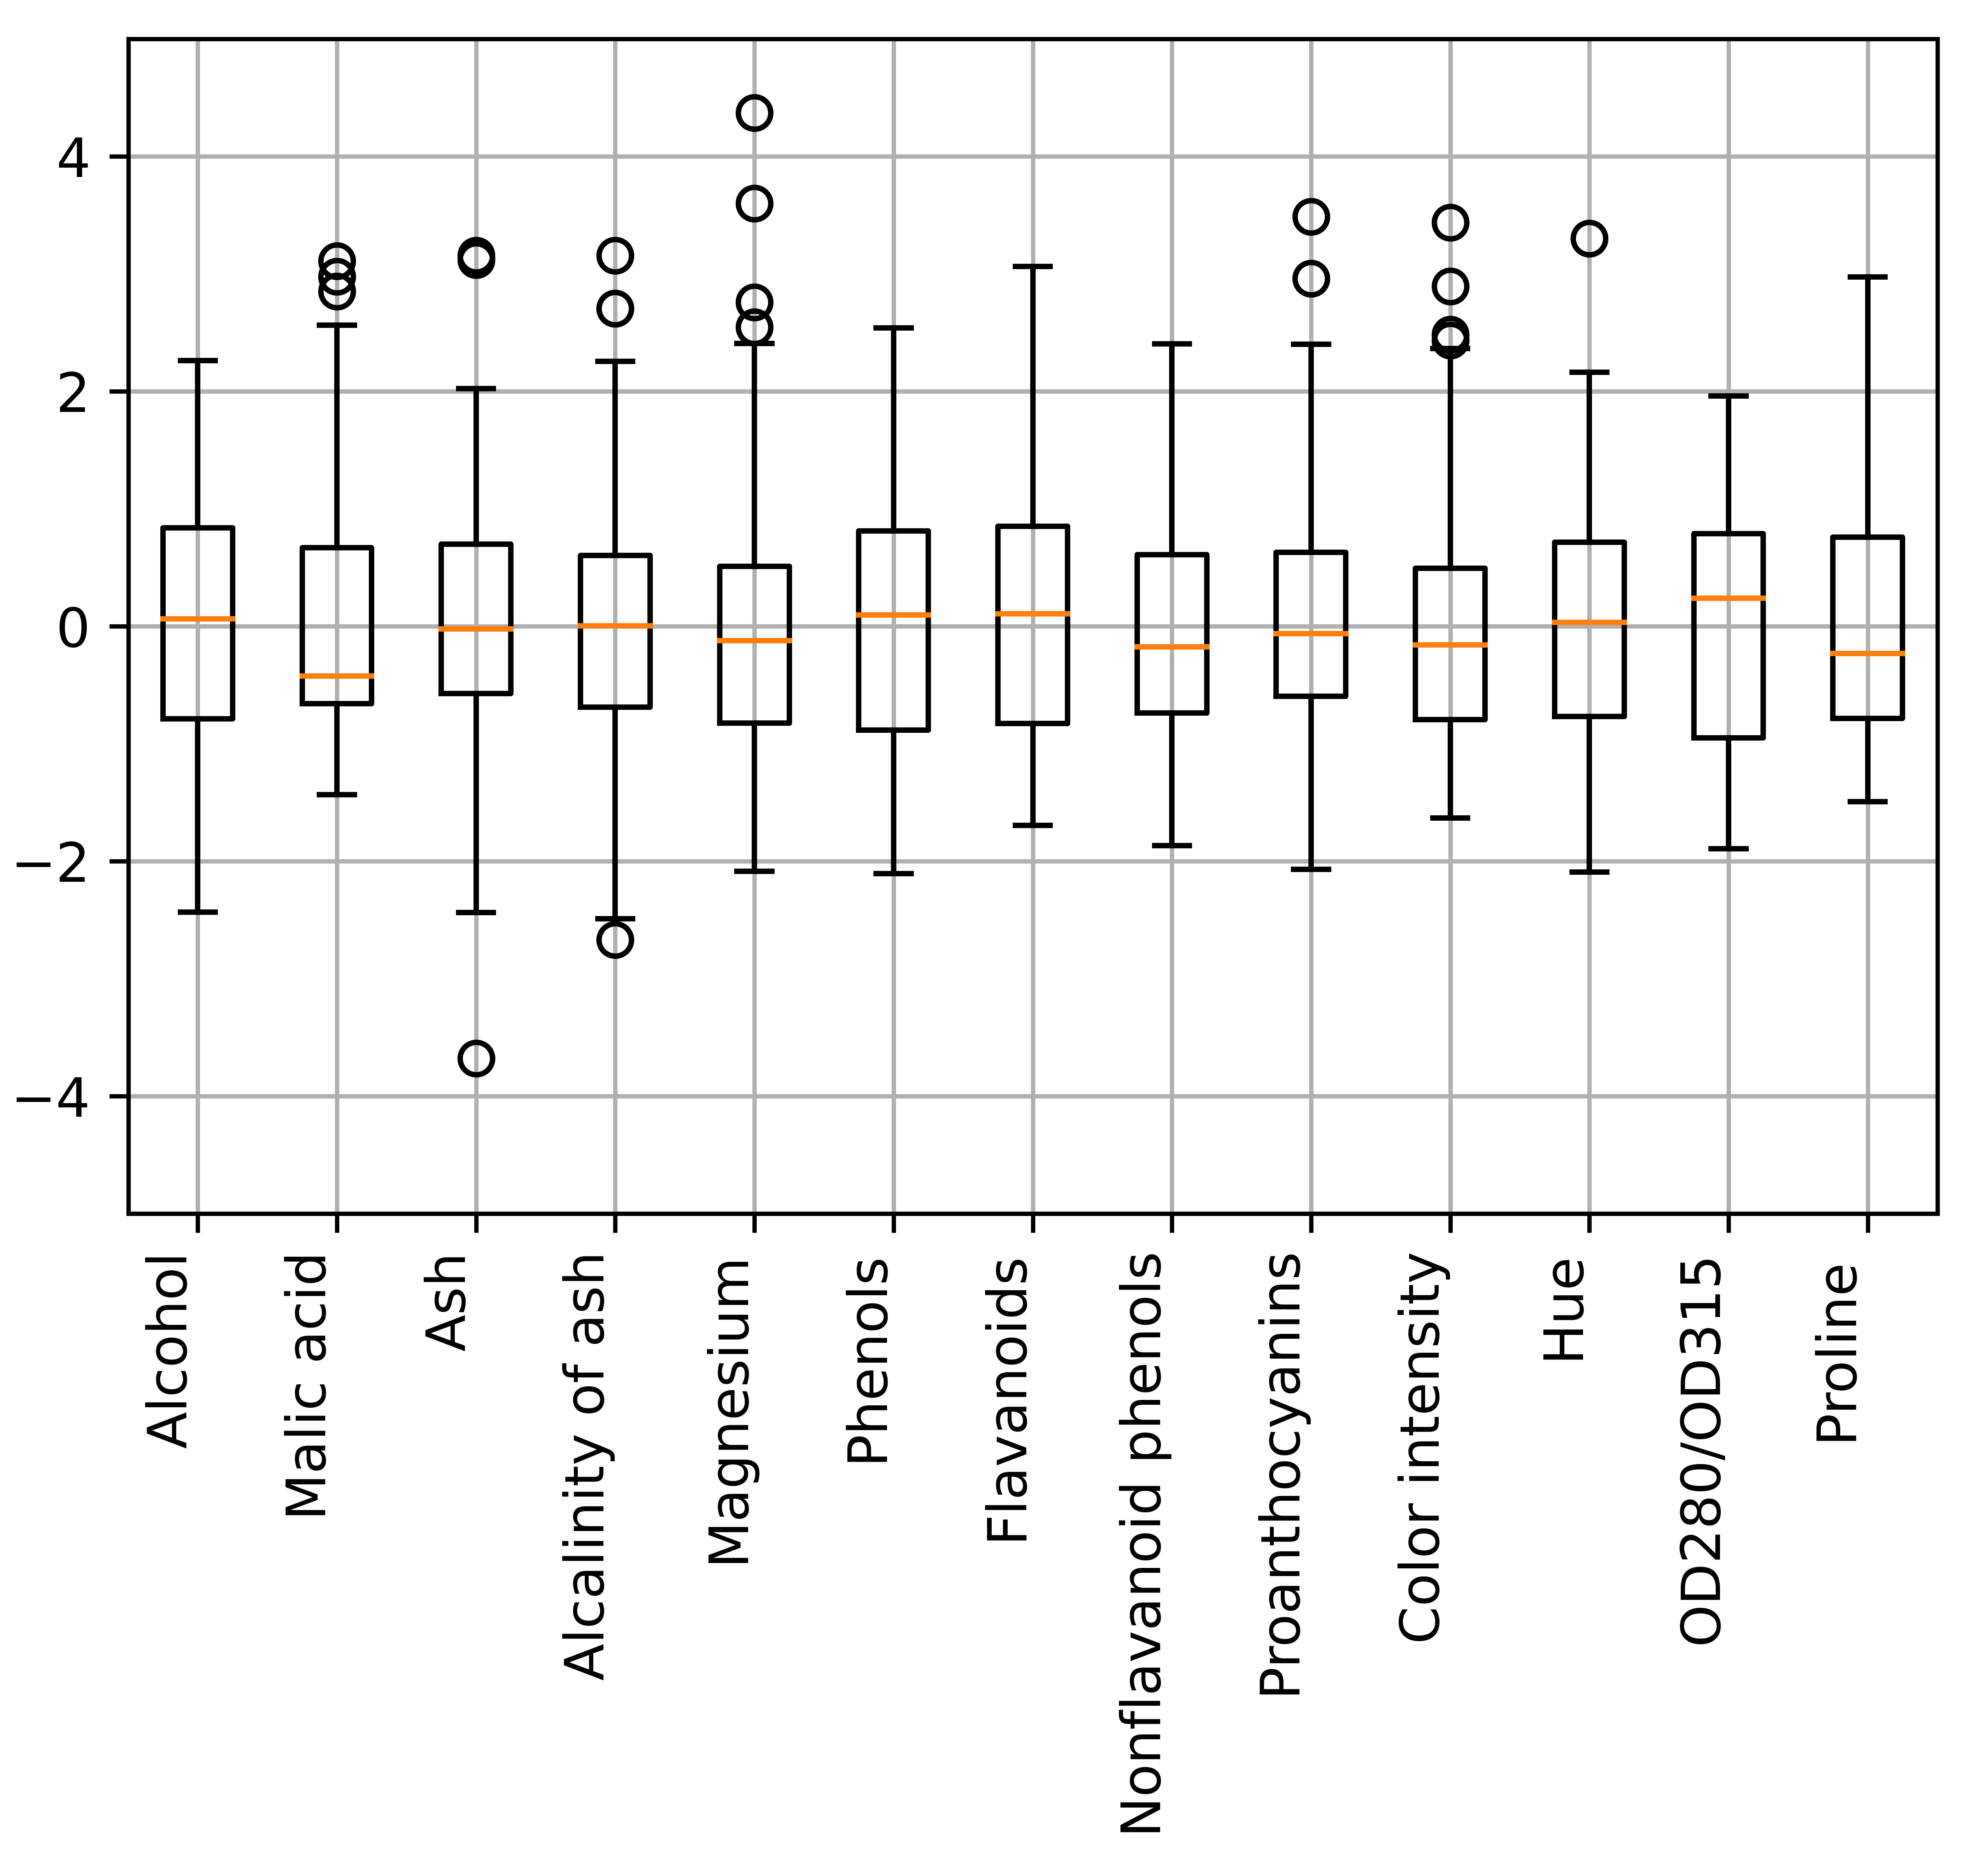 4
2
0
−2
−4
Alcohol
Malic acid
Ash
Alcalinity of ash
Magnesium
Phenols
Flavanoids
Nonflavanoid phenols
Proanthocyanins
Color intensity
Hue
OD280/OD315
Proline